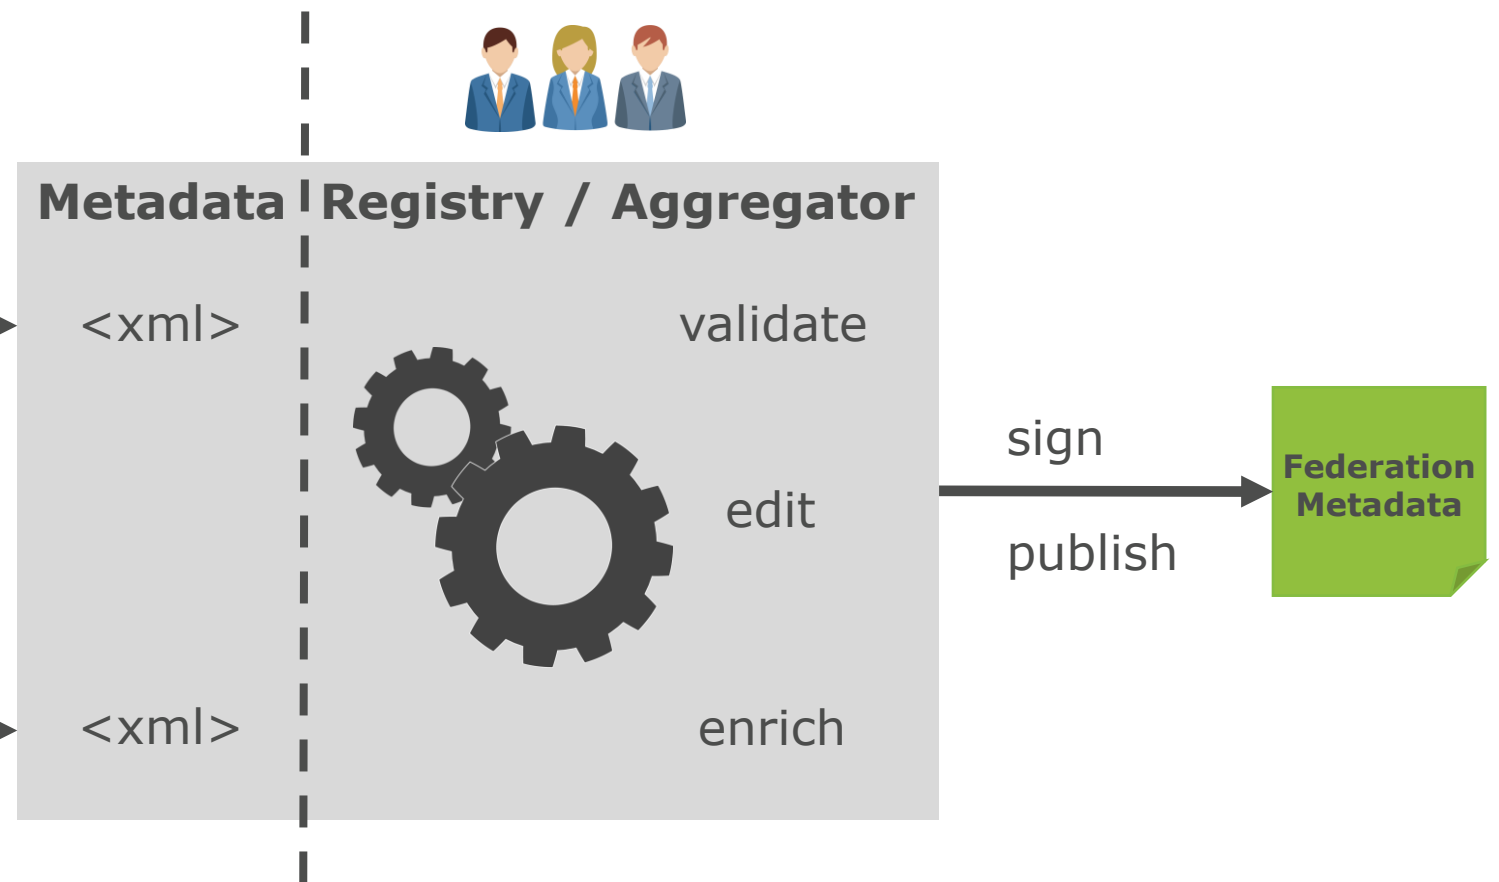 Metadata Registry / Aggregator
<xml>
validate
edit
<xml>
enrich
sign
publish
Federation
Metadata